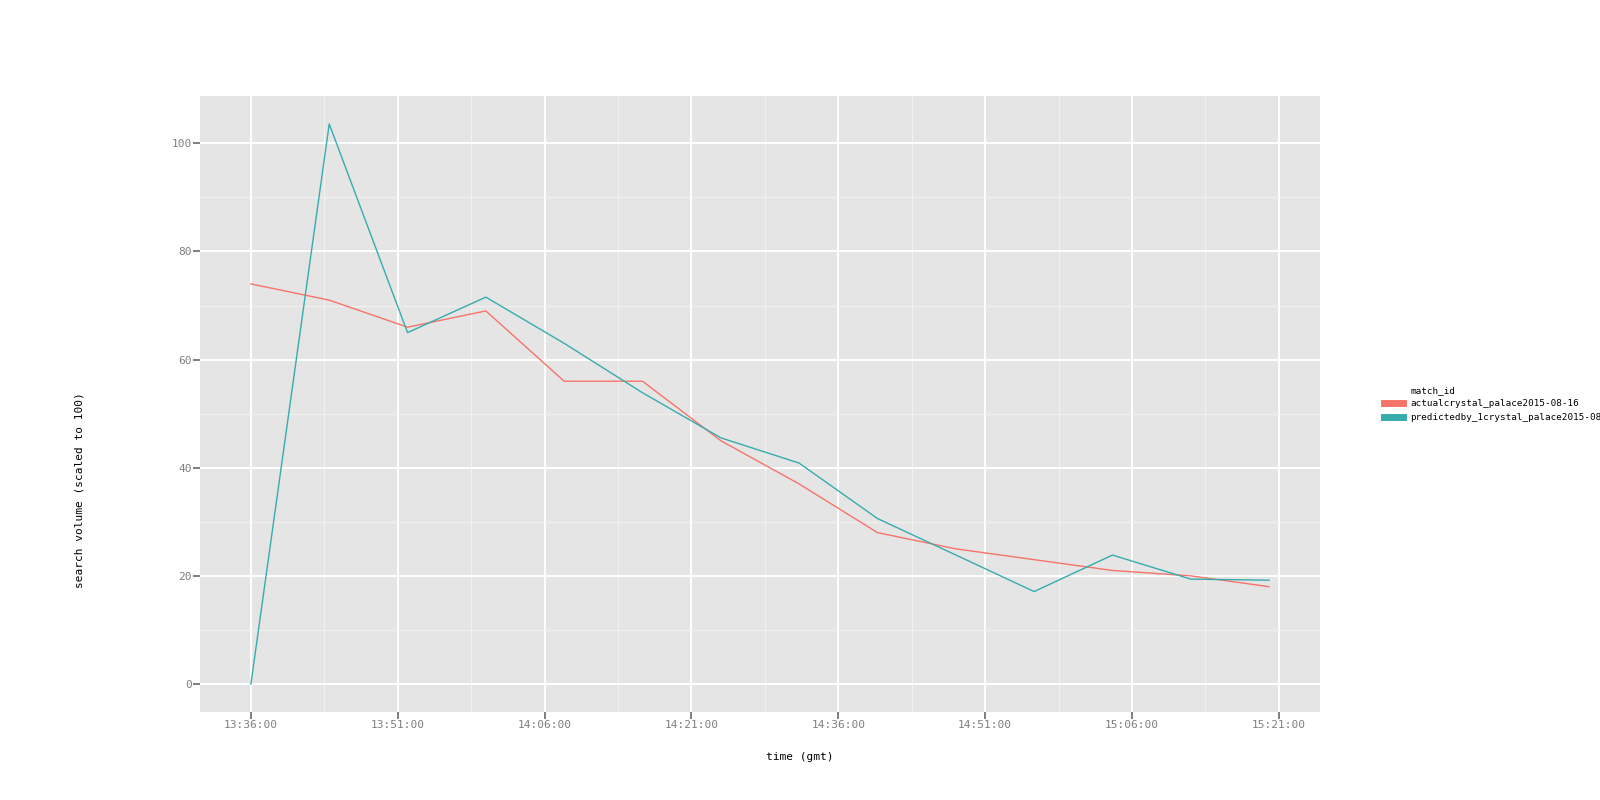 100
80
60
40
20
0
search volume (scaled to 100)
13:36:00 13:51:00 14:06:00 14:21:00 14:36:00 14:51:00 15:06:00 15:21:00
time (gmt)
match_id
actualcrystal_palace2015-08-16
predictedby_1crystal_palace2015-08